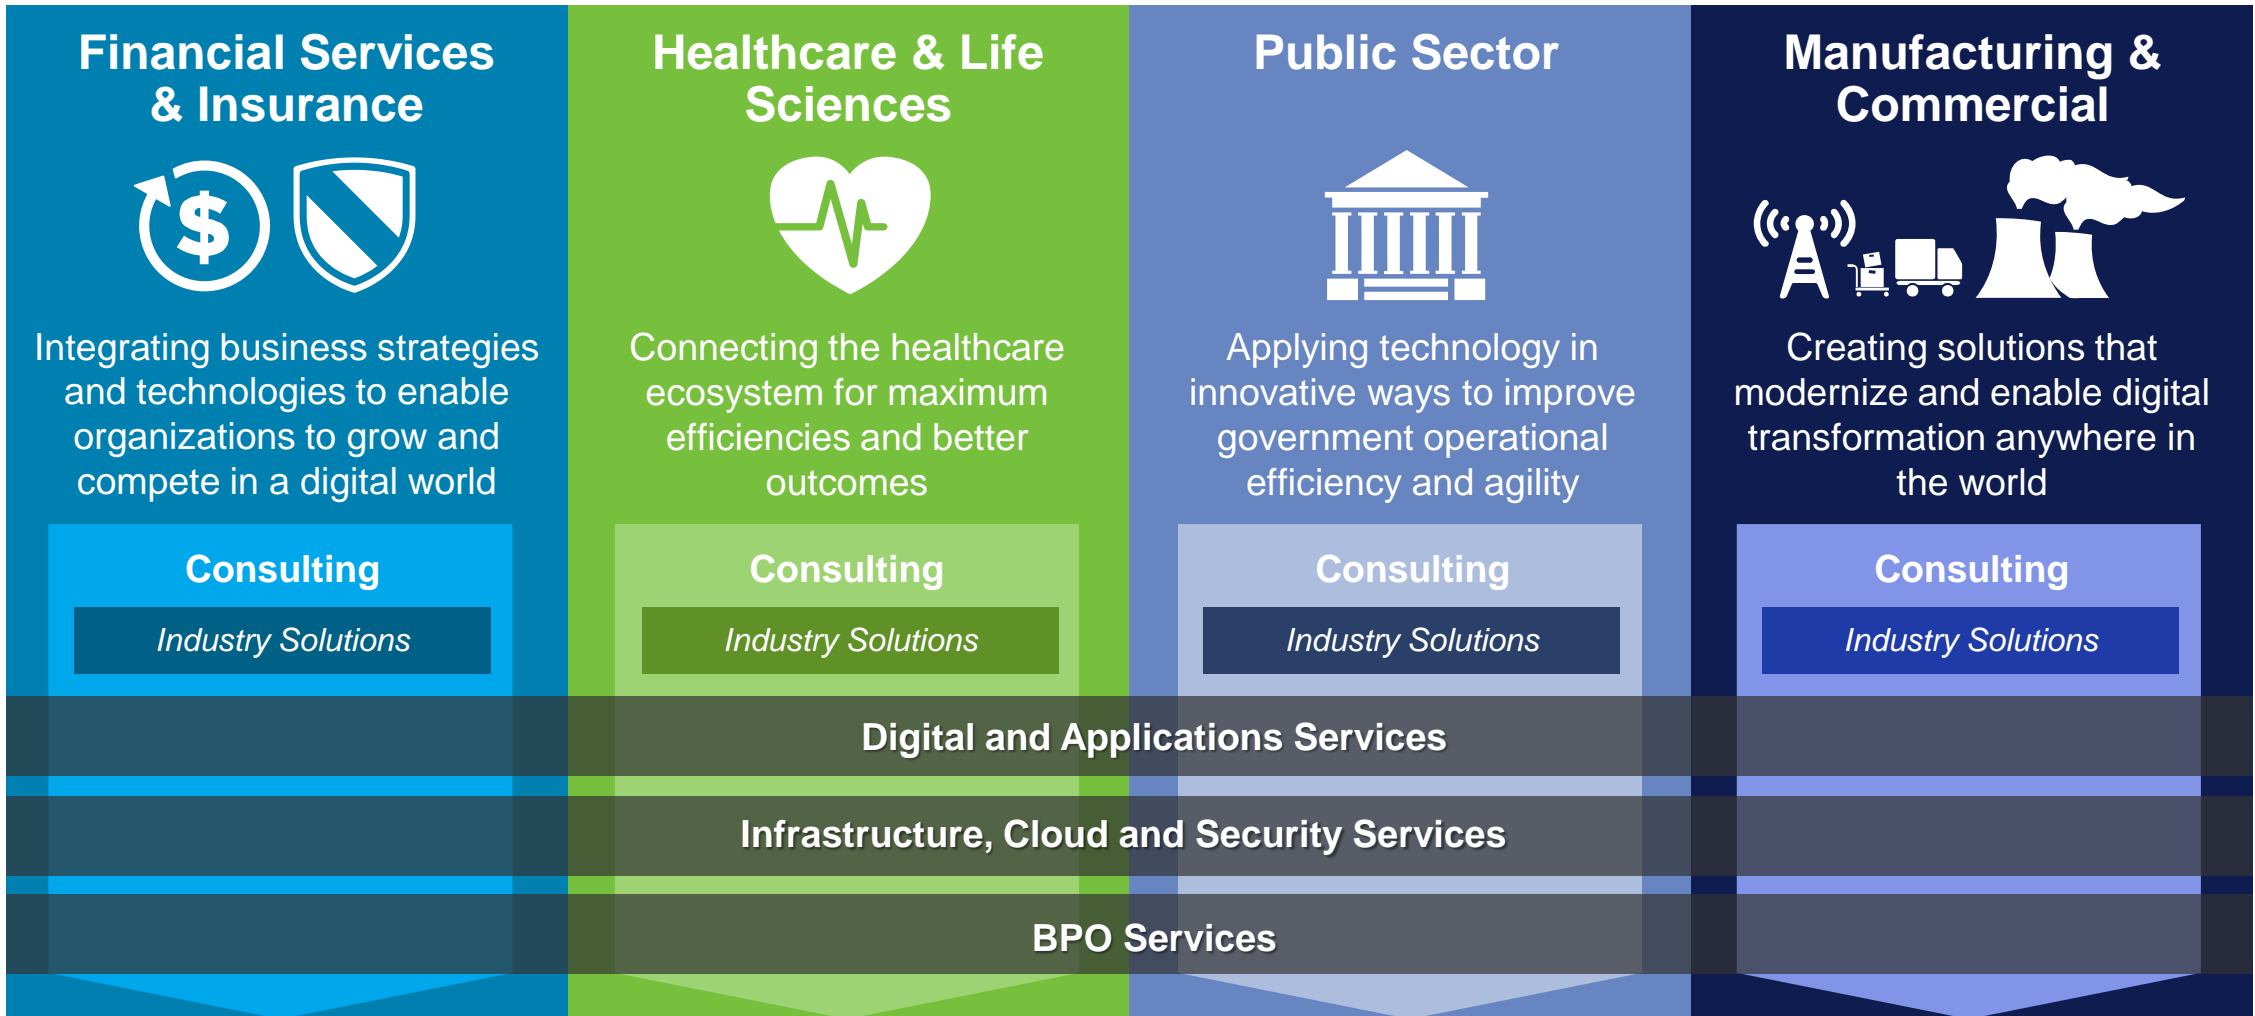 Financial Services
& Insurance
$
Integrating business strategies
and technologies to enable
organizations to grow and
compete in a digital world
Consulting
Industry Solutions
Healthcare & Life
Sciences
Connecting the healthcare
ecosystem for maximum
efficiencies and better
outcomes
Consulting
Industry Solutions
Public Sector
Applying technology in
innovative ways to improve
government operational
efficiency and agility
Consulting
Industry Solutions
Manufacturing &
Commercial
Creating solutions that
modernize and enable digital
transformation anywhere in
the world
Consulting
Industry Solutions
Digital and Applications Services
Infrastructure, Cloud and Security Services
BPO Services